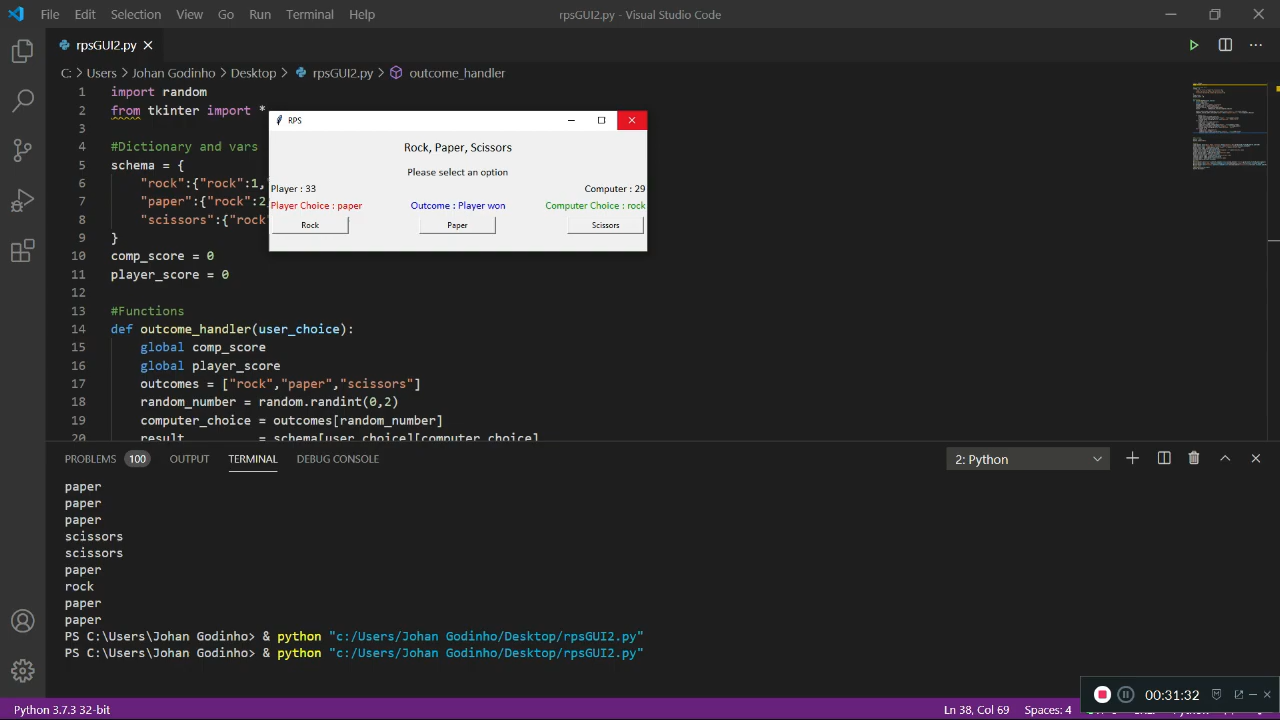 File Edit Selection View Go Run Terminal Help rpsGUI2.py - Visual Studio Code
rpsGUI2.py
C: > Users > Johan Godinho > Desktop > rpsGUI2.py > outcome_handler
1 import random
2 from tkinter import *
3
4 #Dictionary and vars
5 schema = {
6 "rock":{"rock":1,
7 "paper":{"rock":2
8 "scissors":{"rock"
9 }
10 comp_score = 0
11 player_score = 0
12
13 #Functions
14 def outcome_handler(user_choice):
15 global comp_score
16 global player_score
17 outcomes = ["rock","paper","scissors"]
18 random_number = random.randint(0,2)
19 computer_choice = outcomes[random_number]
20 result = schema[user_choice][computer_choice]
RPS
Rock, Paper, Scissors
Please select an option
Player : 33 Computer : 29
Player Choice : paper Outcome : Player won Computer Choice : rock
Rock Paper Scissors
PROBLEMS 100 OUTPUT TERMINAL DEBUG CONSOLE 2: Python
paper
paper
paper
scissors
scissors
paper
rock
paper
paper
PS C:\Users\Johan Godinho> & python "c:/Users/Johan Godinho/Desktop/rpsGUI2.py"
PS C:\Users\Johan Godinho> & python "c:/Users/Johan Godinho/Desktop/rpsGUI2.py"
00:31:32
Python 3.7.3 32-bit Ln 38, Col 69 Spaces: 4